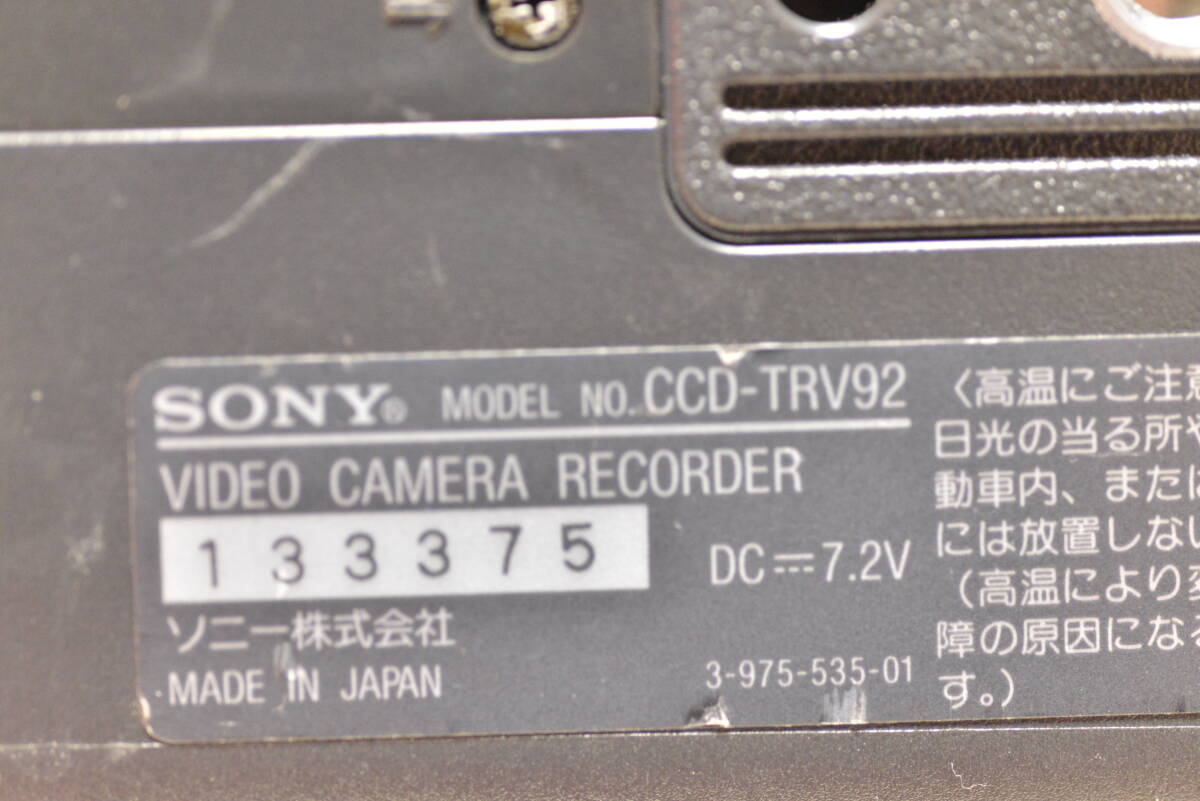 SONY® MODEL NO. CCD-TRV92
VIDEO CAMERA RECORDER
133375
DC ⎓ 7.2V
ソニー株式会社
MADE IN JAPAN
3-975-535-01
〈高温にご注意
日光の当る所や
動車内、または
には放置しない
（高温により変
障の原因になる
す。）